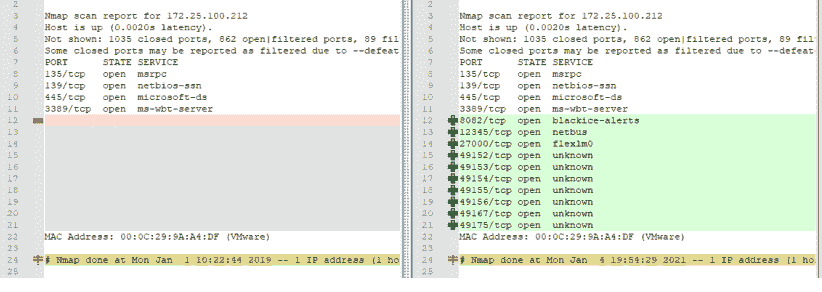 2
3 Nmap scan report for 172.25.100.212
4 Host is up (0.0020s latency).
5 Not shown: 1035 closed ports, 862 open|filtered ports, 89 fil
6 Some closed ports may be reported as filtered due to --defeat
7 PORT STATE SERVICE
8 135/tcp open msrpc
9 139/tcp open netbios-ssn
10 445/tcp open microsoft-ds
11 3389/tcp open ms-wbt-server
12
13
14
15
16
17
18
19
20
21
22 MAC Address: 00:0C:29:9A:A4:DF (VMware)
23
24 # Nmap done at Mon Jan 1 10:22:44 2019 -- 1 IP address (1 ho
25
2
3 Nmap scan report for 172.25.100.212
4 Host is up (0.0020s latency).
5 Not shown: 1035 closed ports, 862 open|filtered ports, 89 fil
6 Some closed ports may be reported as filtered due to --defeat
7 PORT STATE SERVICE
8 135/tcp open msrpc
9 139/tcp open netbios-ssn
10 445/tcp open microsoft-ds
11 3389/tcp open ms-wbt-server
12 8082/tcp open blackice-alerts
13 12345/tcp open netbus
14 27000/tcp open flexlm0
15 49152/tcp open unknown
16 49153/tcp open unknown
17 49154/tcp open unknown
18 49155/tcp open unknown
19 49156/tcp open unknown
20 49167/tcp open unknown
21 49175/tcp open unknown
22 MAC Address: 00:0C:29:9A:A4:DF (VMware)
23
24 # Nmap done at Mon Jan 4 19:54:29 2021 -- 1 IP address (1 ho
25